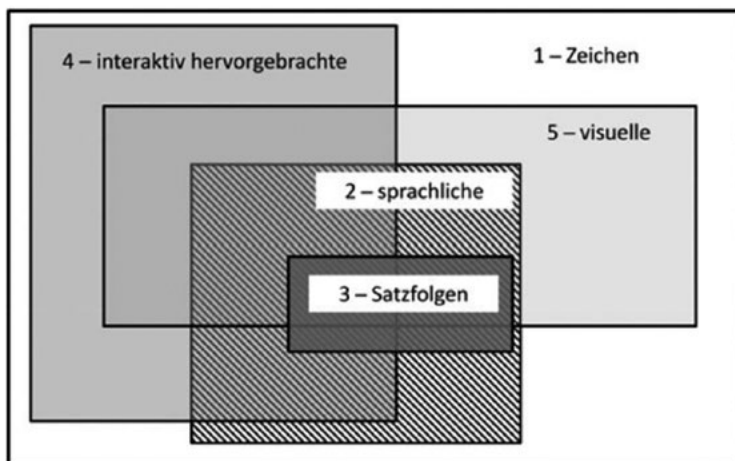 4 – interaktiv hervorgebrachte
1 – Zeichen
5 – visuelle
2 – sprachliche
3 – Satzfolgen